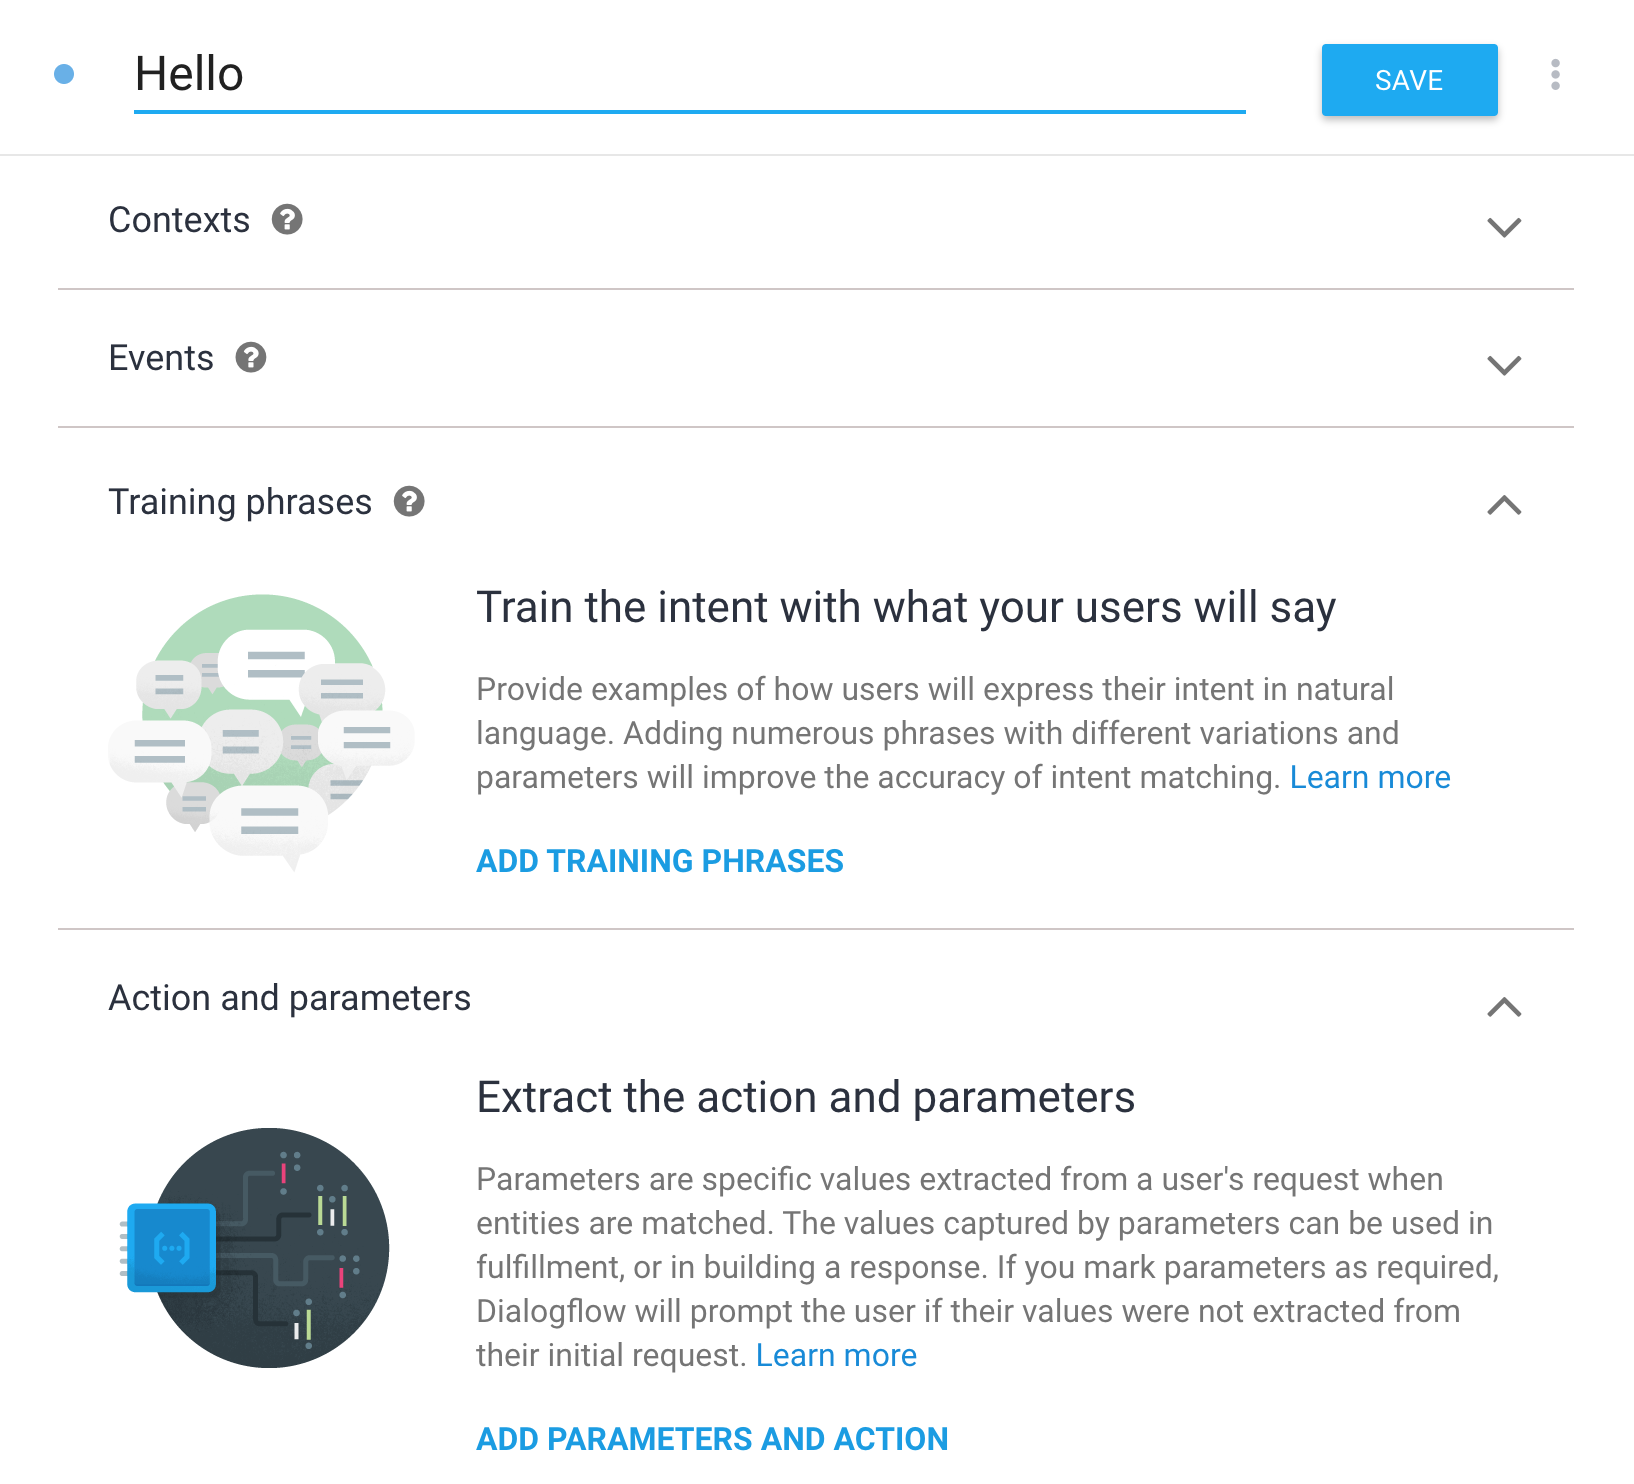 Hello
SAVE
Contexts
Events
Training phrases
Train the intent with what your users will say
Provide examples of how users will express their intent in natural
language. Adding numerous phrases with different variations and
parameters will improve the accuracy of intent matching. Learn more
ADD TRAINING PHRASES
Action and parameters
Extract the action and parameters
Parameters are specific values extracted from a user's request when
entities are matched. The values captured by parameters can be used in
fulfillment, or in building a response. If you mark parameters as required,
Dialogflow will prompt the user if their values were not extracted from
their initial request. Learn more
ADD PARAMETERS AND ACTION